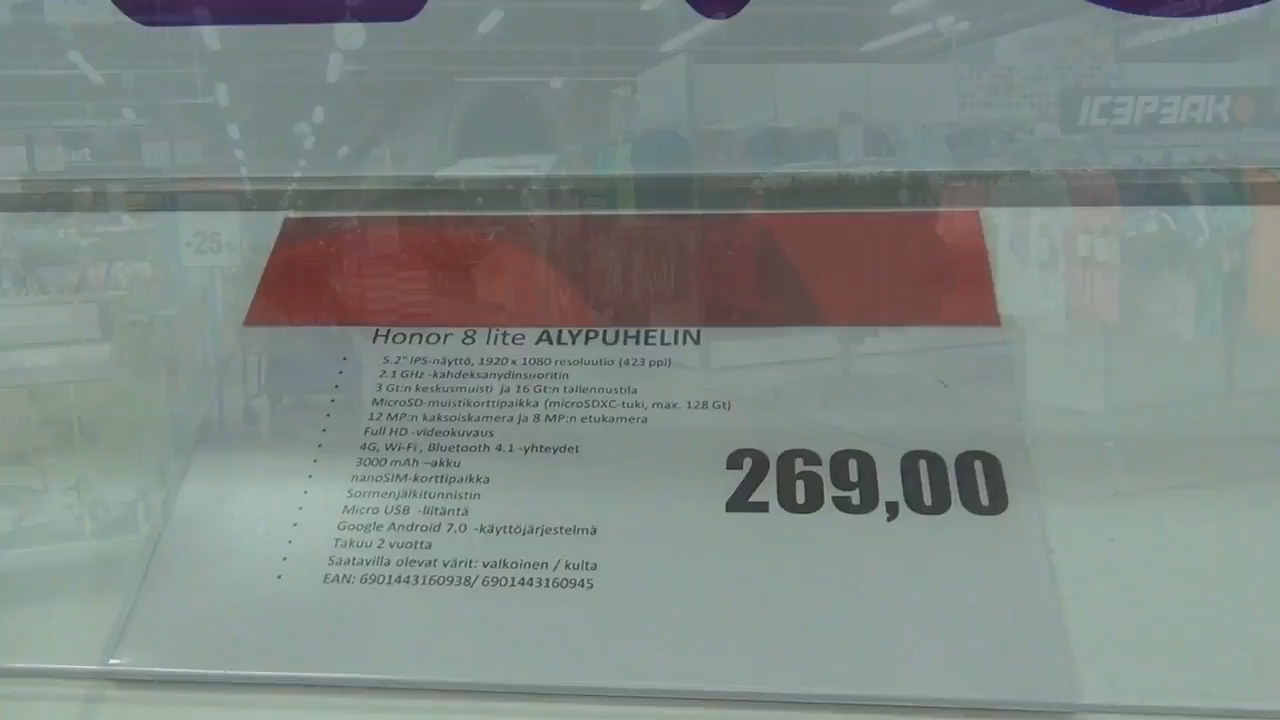 ICEPEAK
-25
Honor 8 lite ALYPUHELIN
5.2" IPS-näyttö, 1920 x 1080 resoluutio (423 ppi)
2.1 GHz -kahdeksanydinsuoritin
3 Gt:n keskusmuisti ja 16 Gt:n tallennustila
MicroSD-muistikorttipaikka (microSDXC-tuki, max. 128 Gt)
12 MP:n kaksoiskamera ja 8 MP:n etukamera
Full HD -videokuvaus
4G, Wi-Fi, Bluetooth 4.1 -yhteydet
3000 mAh –akku
nanoSIM-korttipaikka
Sormenjälkitunnistin
Micro USB -liitäntä
Google Android 7.0 -käyttöjärjestelmä
Takuu 2 vuotta
Saatavilla olevat värit: valkoinen / kulta
EAN: 6901443160938/ 6901443160945
269,00